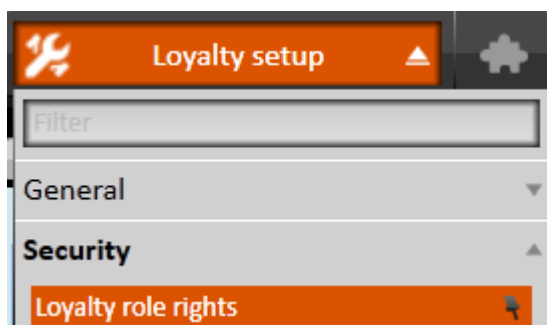 Loyalty setup
Filter
General
Security
Loyalty role rights